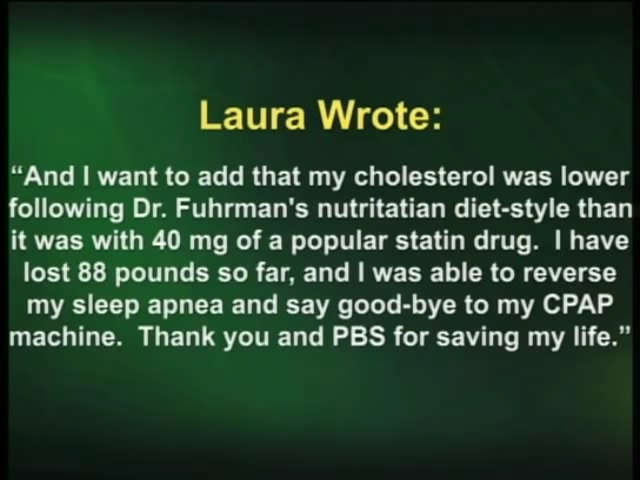 Laura Wrote:
“And I want to add that my cholesterol was lower
following Dr. Fuhrman's nutritatian diet-style than
it was with 40 mg of a popular statin drug.  I have
lost 88 pounds so far, and I was able to reverse
my sleep apnea and say good-bye to my CPAP
machine.  Thank you and PBS for saving my life.”